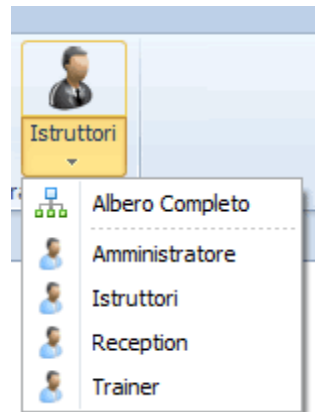 Istruttori
Albero Completo
Amministratore
Istruttori
Reception
Trainer